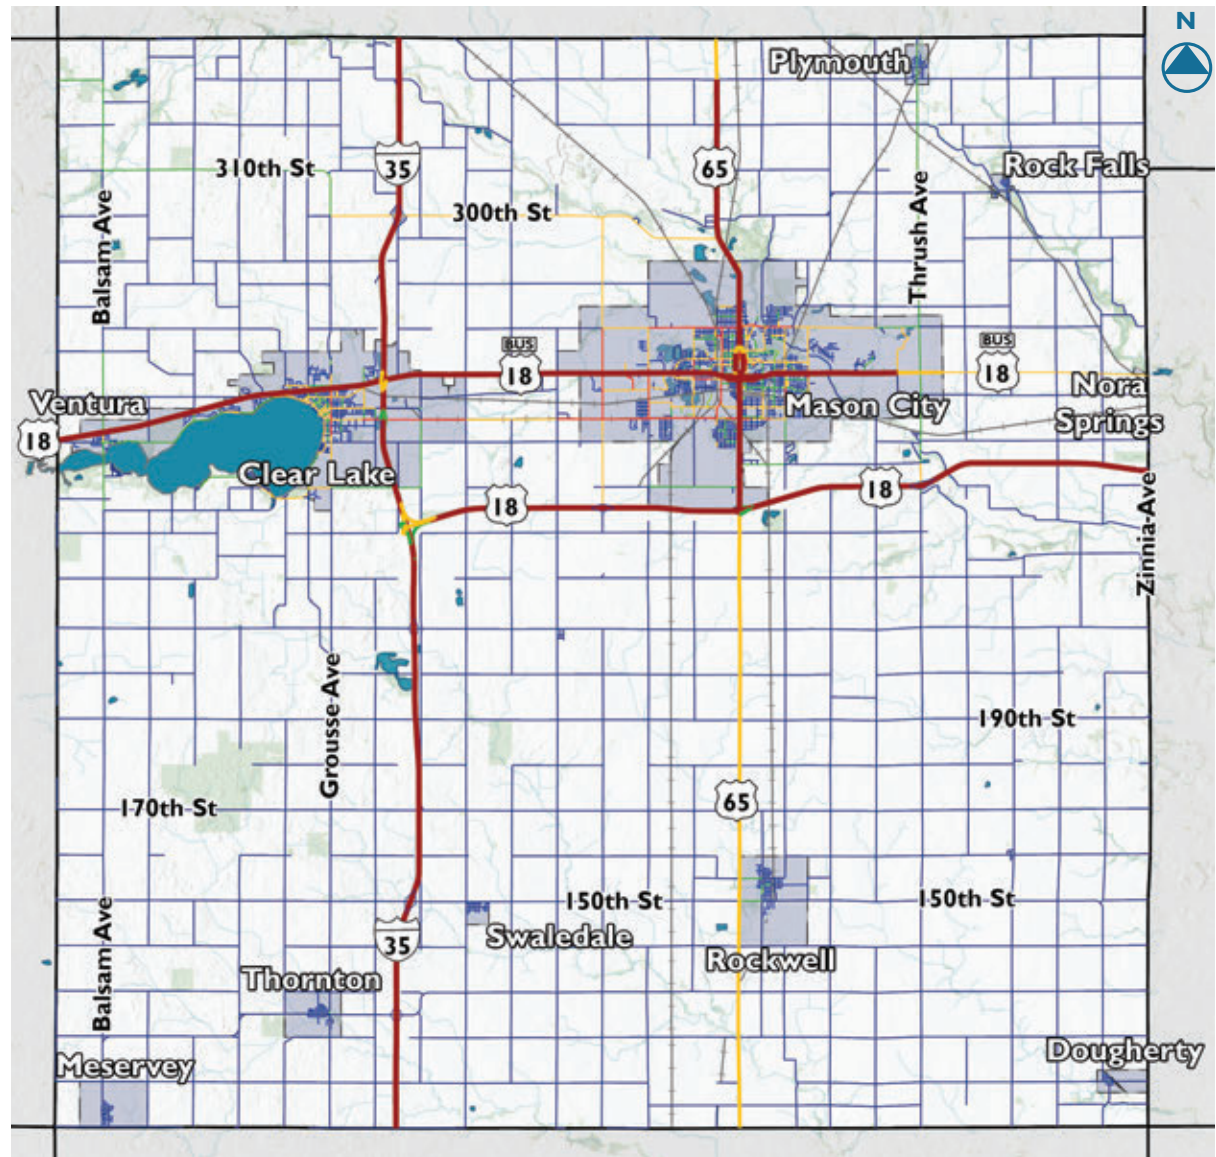 N
Plymouth
310th St
35
65
Rock Falls
300th St
Balsam Ave
Thrush Ave
BUS
18
BUS
18
Ventura
Nora
Springs
Mason City
18
Clear Lake
18
18
Zinnia Ave
Grousse Ave
190th St
170th St
65
150th St
150th St
Balsam Ave
Swaledale
35
Rockwell
Thornton
Meservey
Dougherty